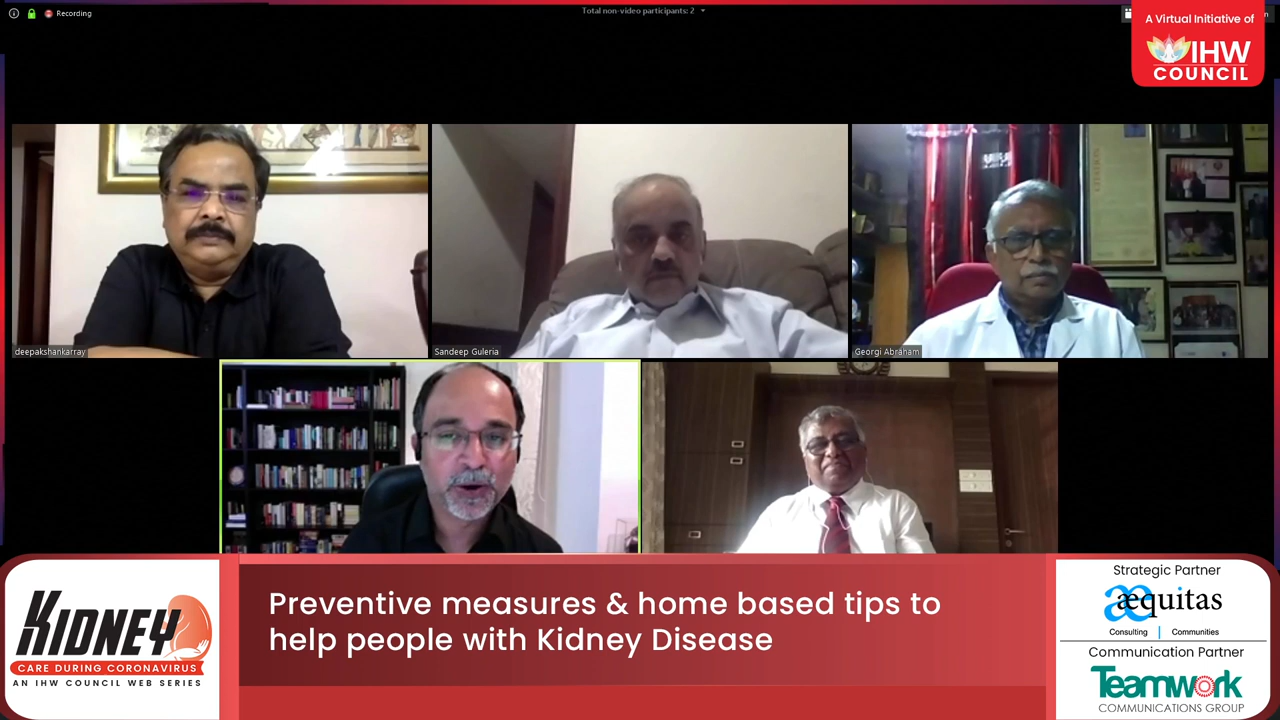 Recording
Total non-video participants: 2
A Virtual Initiative of
IHW
COUNCIL
CITATION
deepakshankarray
Sandeep Guleria
Georgi Abraham
KIDNEY
CARE DURING CORONAVIRUS
AN IHW COUNCIL WEB SERIES
Preventive measures & home based tips to
help people with Kidney Disease
Strategic Partner
æquitas
Consulting | Communities
Communication Partner
Teamwork
COMMUNICATIONS GROUP